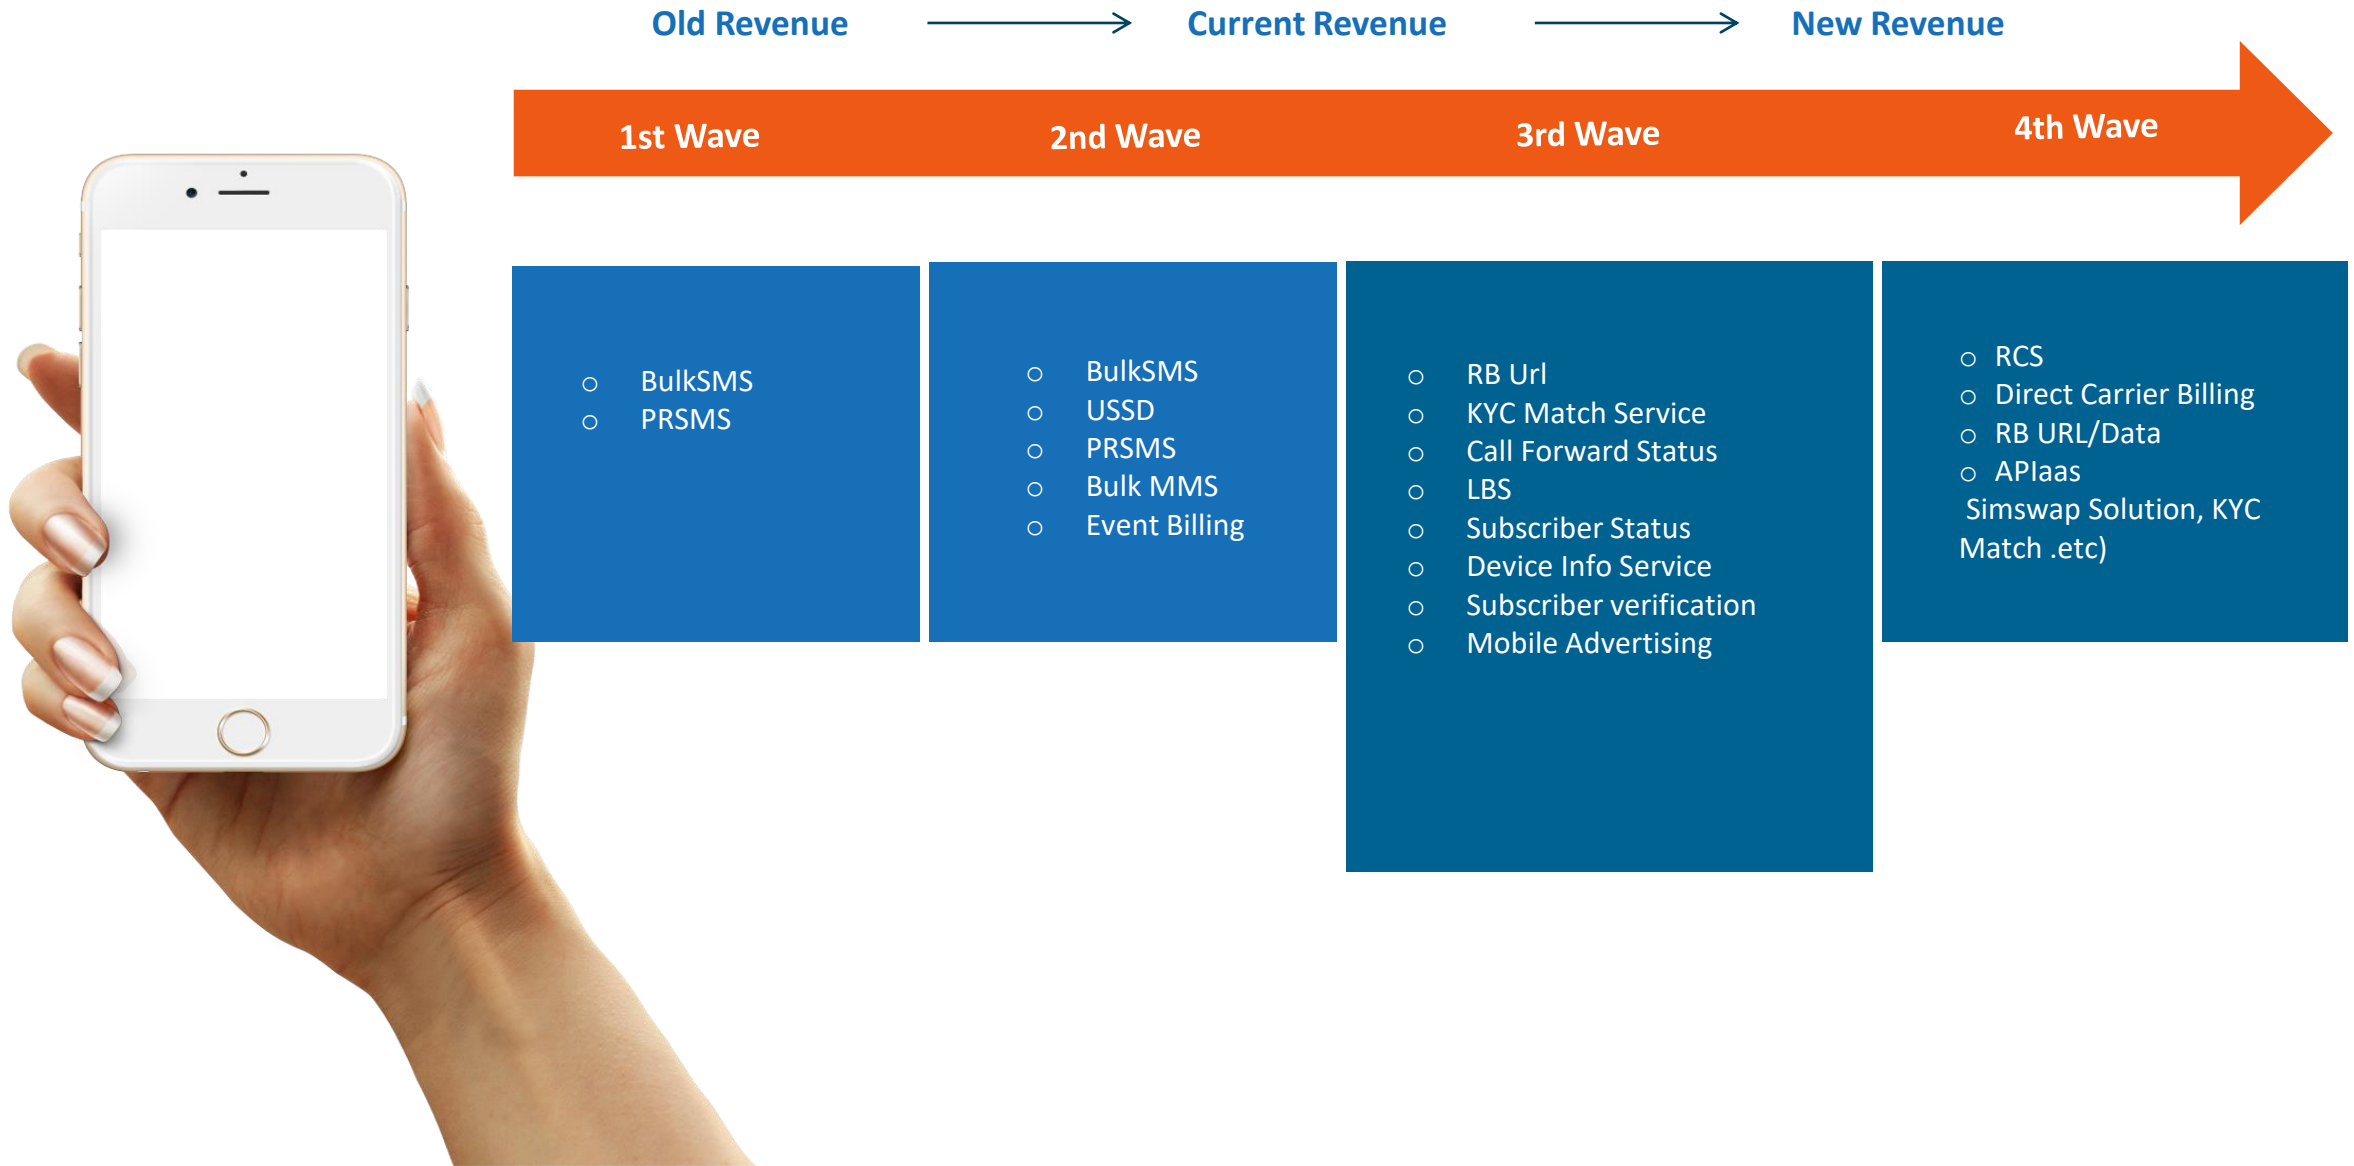 Old Revenue
Current Revenue
New Revenue
1st Wave
2nd Wave
3rd Wave
4th Wave
BulkSMS
PRSMS
BulkSMS
USSD
PRSMS
Bulk MMS
Event Billing
RB Url
KYC Match Service
Call Forward Status
LBS
Subscriber Status
Device Info Service
Subscriber verification
Mobile Advertising
RCS
Direct Carrier Billing
RB URL/Data
APIaas
Simswap Solution, KYC
Match .etc)